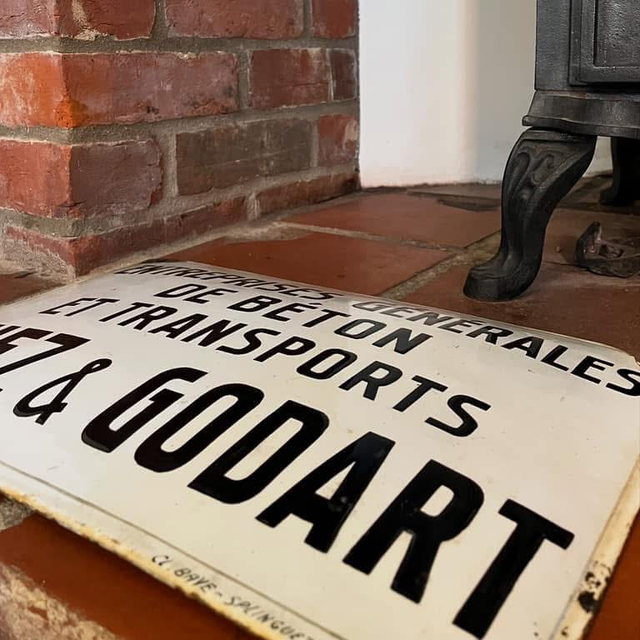 ENTREPRISES GENERALES
DE BETON
ET TRANSPORTS
& GODART